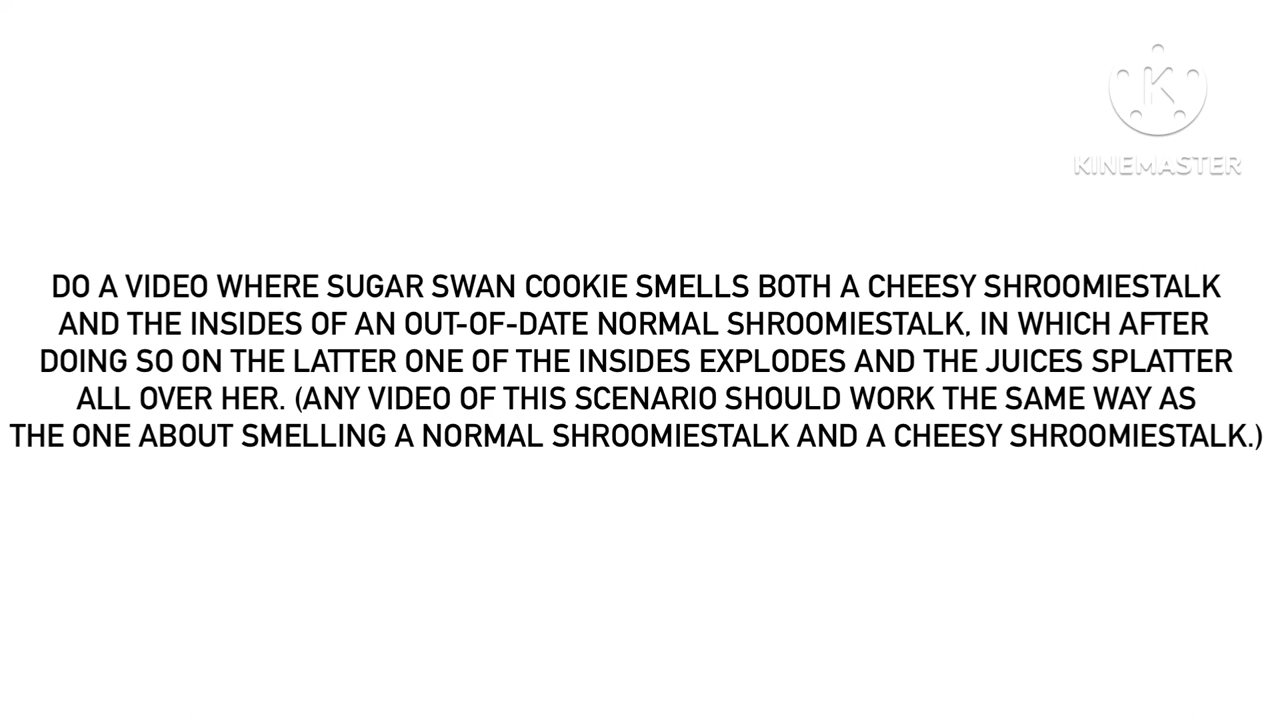 KINEMASTER
DO A VIDEO WHERE SUGAR SWAN COOKIE SMELLS BOTH A CHEESY SHROOMIESTALK
AND THE INSIDES OF AN OUT-OF-DATE NORMAL SHROOMIESTALK, IN WHICH AFTER
DOING SO ON THE LATTER ONE OF THE INSIDES EXPLODES AND THE JUICES SPLATTER
ALL OVER HER. (ANY VIDEO OF THIS SCENARIO SHOULD WORK THE SAME WAY AS
THE ONE ABOUT SMELLING A NORMAL SHROOMIESTALK AND A CHEESY SHROOMIESTALK.)